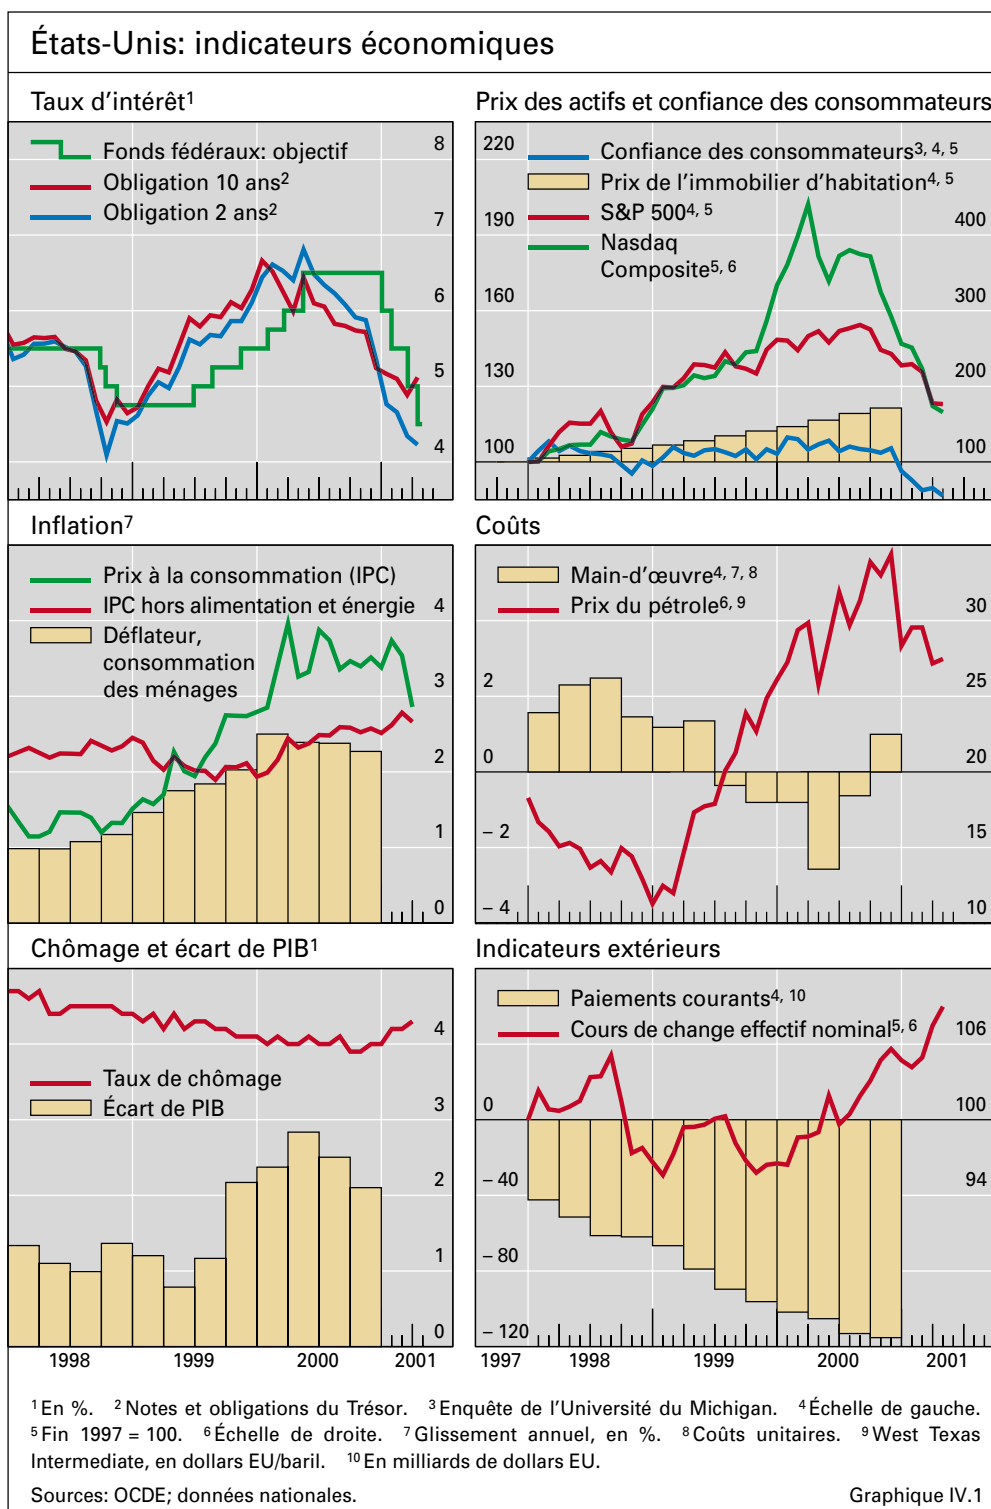 États-Unis: indicateurs économiques
Taux d'intérêt1
Fonds fédéraux: objectif
Obligation 10 ans2
Obligation 2 ans2
8
7
6
5
4
Prix des actifs et confiance des consommateurs
Confiance des consommateurs3, 4, 5
Prix de l'immobilier d'habitation4, 5
S&P 5004, 5
Nasdaq
Composite5, 6
220
190
160
130
100
400
300
200
100
Inflation7
Prix à la consommation (IPC)
IPC hors alimentation et énergie
Déflateur,
consommation
des ménages
4
3
2
1
0
Coûts
Main-d'œuvre4, 7, 8
Prix du pétrole6, 9
2
0
– 2
– 4
30
25
20
15
10
Chômage et écart de PIB1
Taux de chômage
Écart de PIB
4
3
2
1
0
1998 1999 2000 2001
Indicateurs extérieurs
Paiements courants4, 10
Cours de change effectif nominal5, 6
0
– 40
– 80
– 120
106
100
94
1997 1998 1999 2000 2001
1 En %. 2 Notes et obligations du Trésor. 3 Enquête de l'Université du Michigan. 4 Échelle de gauche.
5 Fin 1997 = 100. 6 Échelle de droite. 7 Glissement annuel, en %. 8 Coûts unitaires. 9 West Texas
Intermediate, en dollars EU/baril. 10 En milliards de dollars EU.
Sources: OCDE; données nationales. Graphique IV.1